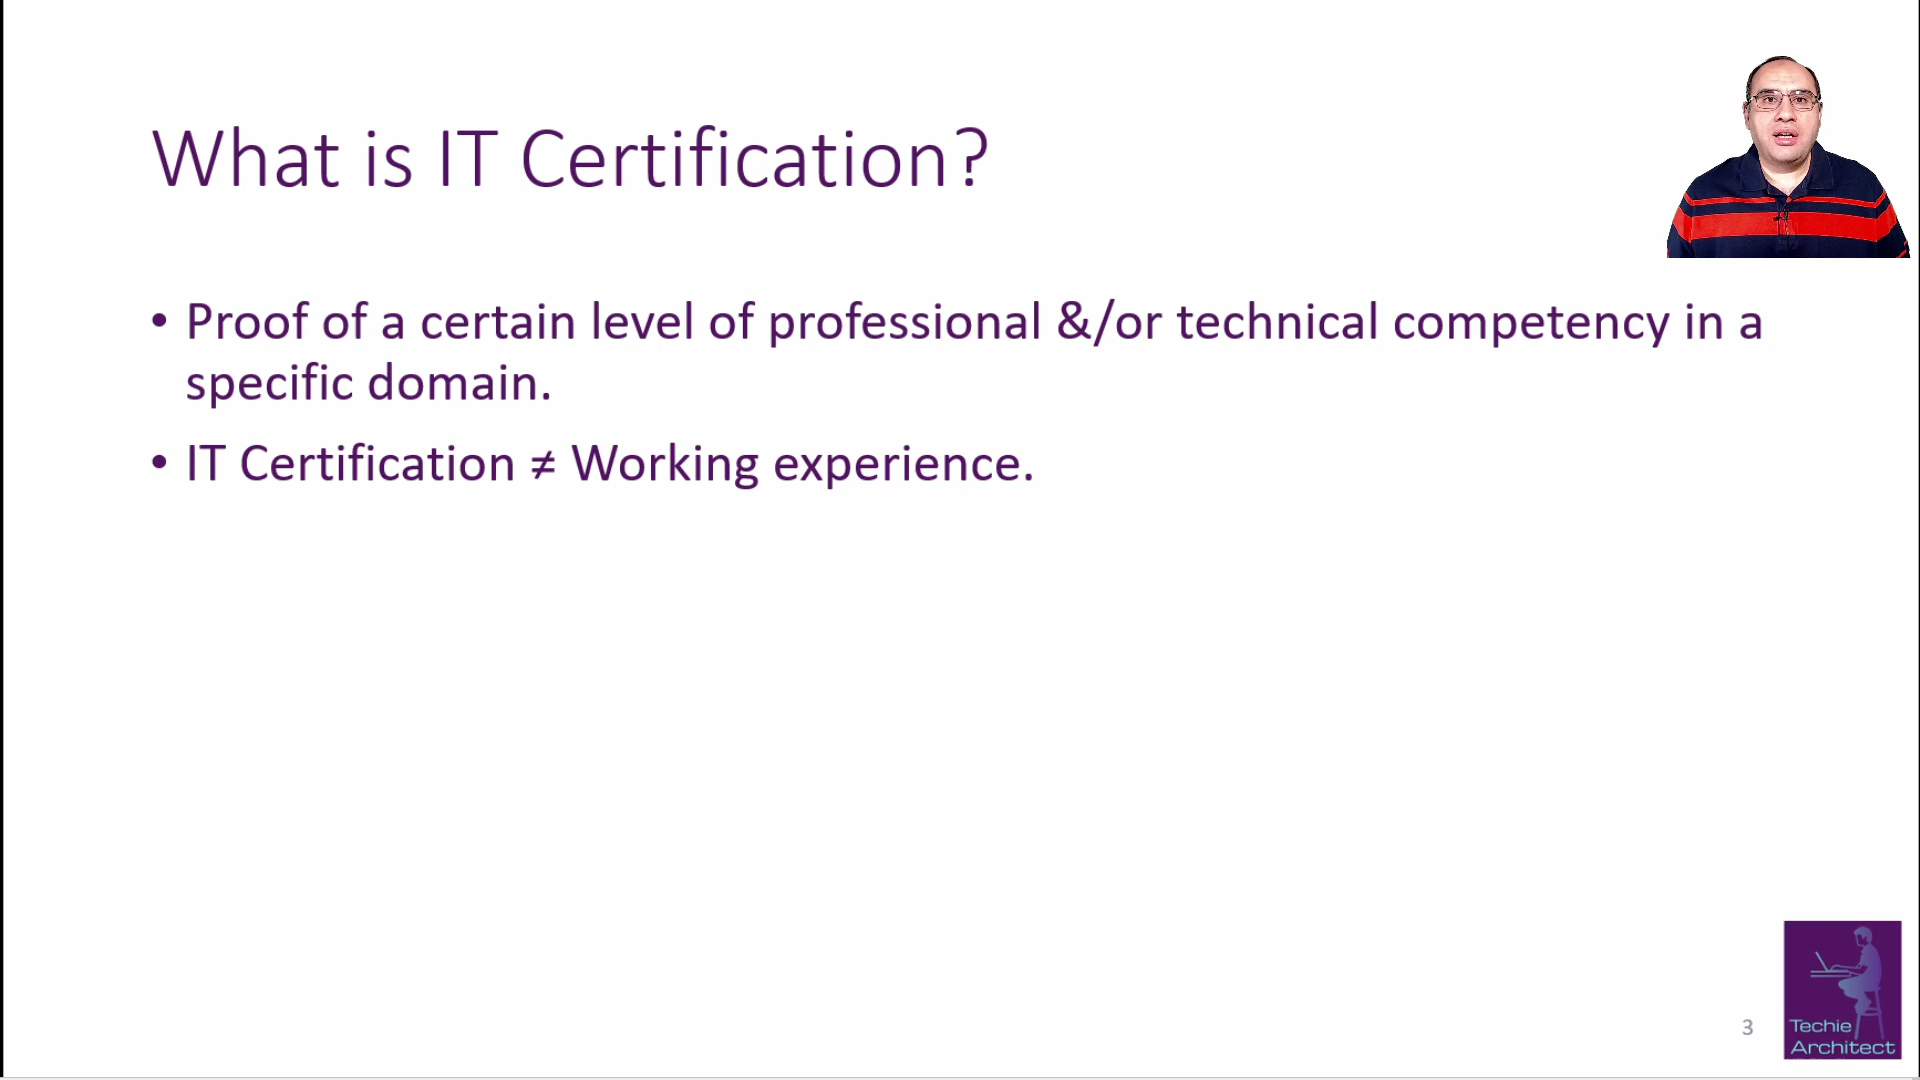 What is IT Certification?
• Proof of a certain level of professional &/or technical competency in a
specific domain.
• IT Certification ≠ Working experience.
3
Techie
Architect